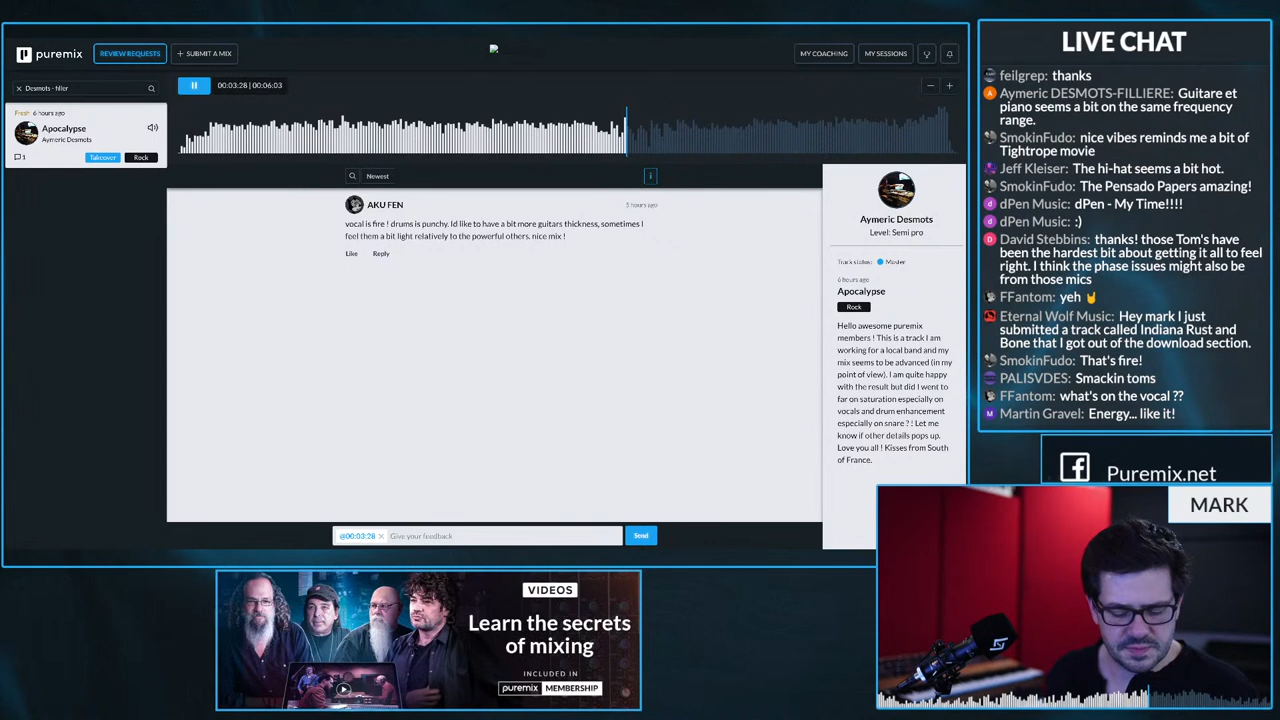 puremix
REVIEW REQUESTS
+ SUBMIT A MIX
MY COACHING
MY SESSIONS
Desmots - filler
00:03:28 | 00:06:03
Fresh 6 hours ago
Apocalypse
Aymeric Desmots
1
Takeover
Rock
Newest
AKU FEN
vocal is fire ! drums is punchy. Id like to have a bit more guitars thickness, sometimes I
feel them a bit light relatively to the powerful others. nice mix !
Like Reply
Aymeric Desmots
Level: Semi pro
Track status: Master
6 hours ago
Apocalypse
Rock
Hello awesome puremix
members ! This is a track I am
working for a local band and my
mix seems to be advanced (in my
point of view). I am quite happy
with the result but did I went to
far on saturation especially on
vocals and drum enhancement
especially on snare ? ! Let me
know if other details pops up.
Love you all ! Kisses from South
of France.
@00:03:28
Give your feedback
Send
LIVE CHAT
feilgrep: thanks
Aymeric DESMOTS-FILLIERE: Guitare et
piano seems a bit on the same frequency
range.
SmokinFudo: nice vibes reminds me a bit of
Tightrope movie
Jeff Kleiser: The hi-hat seems a bit hot.
SmokinFudo: The Pensado Papers amazing!
dPen Music: dPen - My Time!!!!
dPen Music: :)
David Stebbins: thanks! those Tom's have
been the hardest bit about getting it all to feel
right. I think the phase issues might also be
from those mics
FFantom: yeh 🤘
Eternal Wolf Music: Hey mark I just
submitted a track called Indiana Rust and
Bone that I got out of the download section.
SmokinFudo: That's fire!
PALISVDES: Smackin toms
FFantom: what's on the vocal ??
Martin Gravel: Energy... like it!
Puremix.net
MARK
VIDEOS
Learn the secrets
of mixing
INCLUDED IN
puremix MEMBERSHIP